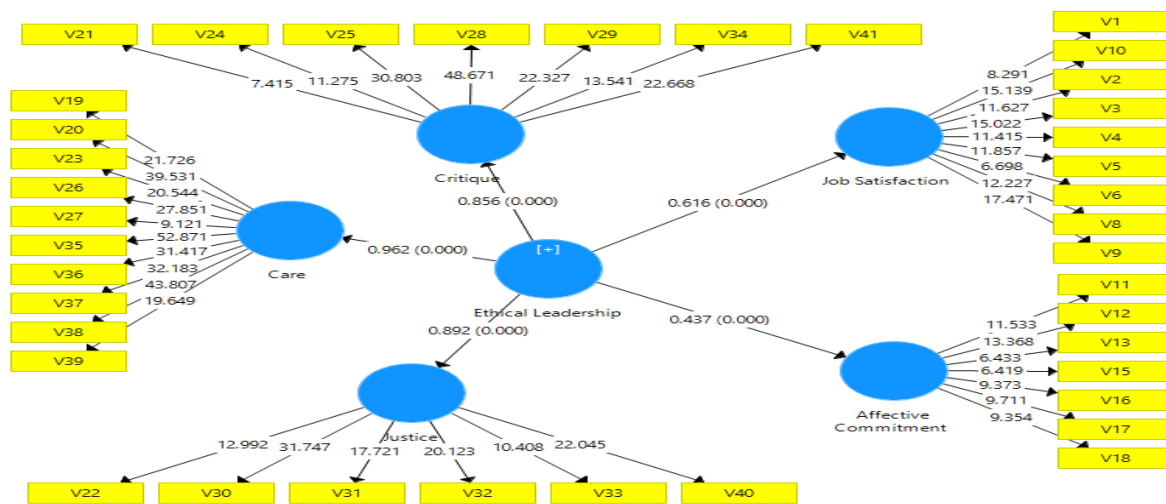 V21
V24
V25
V28
V29
V34
V41
7.415
11.275
30.803
48.671
22.327
13.541
22.668
Critique
0.856 (0.000)
V19
V20
V23
V26
V27
V35
V36
V37
V38
V39
21.726
39.531
20.544
27.851
9.121
52.871
31.417
32.183
43.807
19.649
Care
0.962 (0.000)
[+]
Ethical Leadership
0.892 (0.000)
Justice
12.992
31.747
17.721
20.123
10.408
22.045
V22
V30
V31
V32
V33
V40
0.616 (0.000)
Job Satisfaction
8.291
15.139
11.627
15.022
11.415
11.857
6.698
12.227
17.471
V1
V10
V2
V3
V4
V5
V6
V8
V9
0.437 (0.000)
Affective
Commitment
11.533
13.368
6.433
6.419
9.373
9.711
9.354
V11
V12
V13
V15
V16
V17
V18